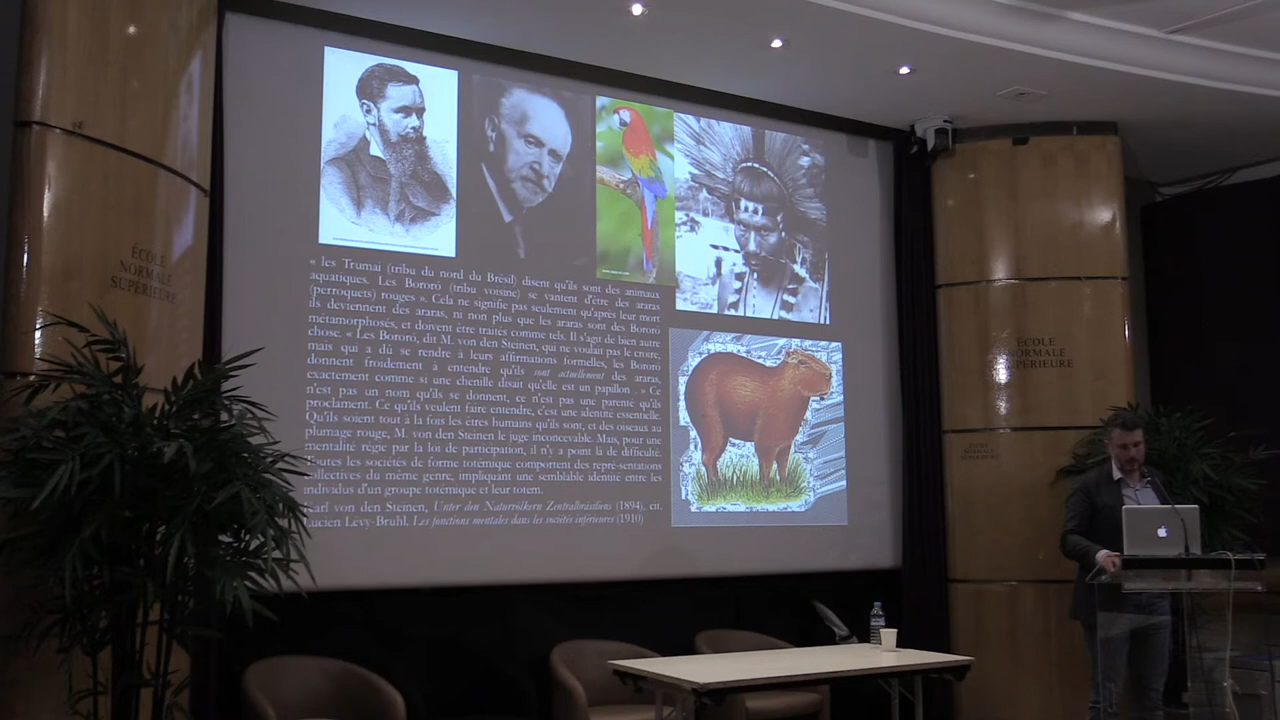 ÉCOLE
NORMALE
SUPÉRIEURE
« les Trumai (tribu du nord du Brésil) disent qu'ils sont des animaux
aquatiques. Les Bororó (tribu voisine) se vantent d'être des araras
(perroquets) rouges ». Cela ne signifie pas seulement qu'après leur mort
ils deviennent des araras, ni non plus que les araras sont des Bororó
métamorphosés, et doivent être traités comme tels. Il s'agit de bien autre
chose. « Les Bororó, dit M. von den Steinen, qui ne voulait pas le croire,
mais qui a dû se rendre à leurs affirmations formelles, les Bororó
donnent froidement à entendre qu'ils sont actuellement des araras,
exactement comme si une chenille disait qu'elle est un papillon . » Ce
n'est pas un nom qu'ils se donnent, ce n'est pas une parenté qu'ils
proclament. Ce qu'ils veulent faire entendre, c'est une identité essentielle.
Qu'ils soient tout à la fois les êtres humains qu'ils sont, et des oiseaux au
plumage rouge, M. von den Steinen le juge inconcevable. Mais, pour une
mentalité régie par la loi de participation, il n'y a point là de difficulté.
Toutes les sociétés de forme totémique comportent des repré-sentations
collectives du même genre, impliquant une semblable identité entre les
individus d'un groupe totémique et leur totem.
Karl von den Steinen, Unter den Naturvölkern Zentralbrasiliens (1894), cit.
Lucien Lévy-Bruhl, Les fonctions mentales dans les sociétés inférieures (1910)
ÉCOLE
NORMALE
SUPÉRIEURE
ÉCOLE
NORMALE
SUPÉRIEURE